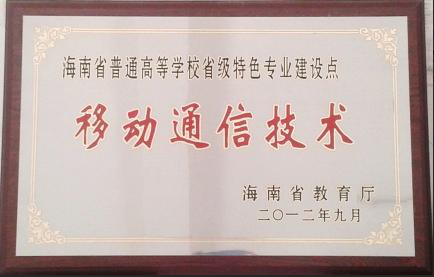 海南省普通高等学校省级特色专业建设点
移动通信技术
海南省教育厅
二〇一二年九月